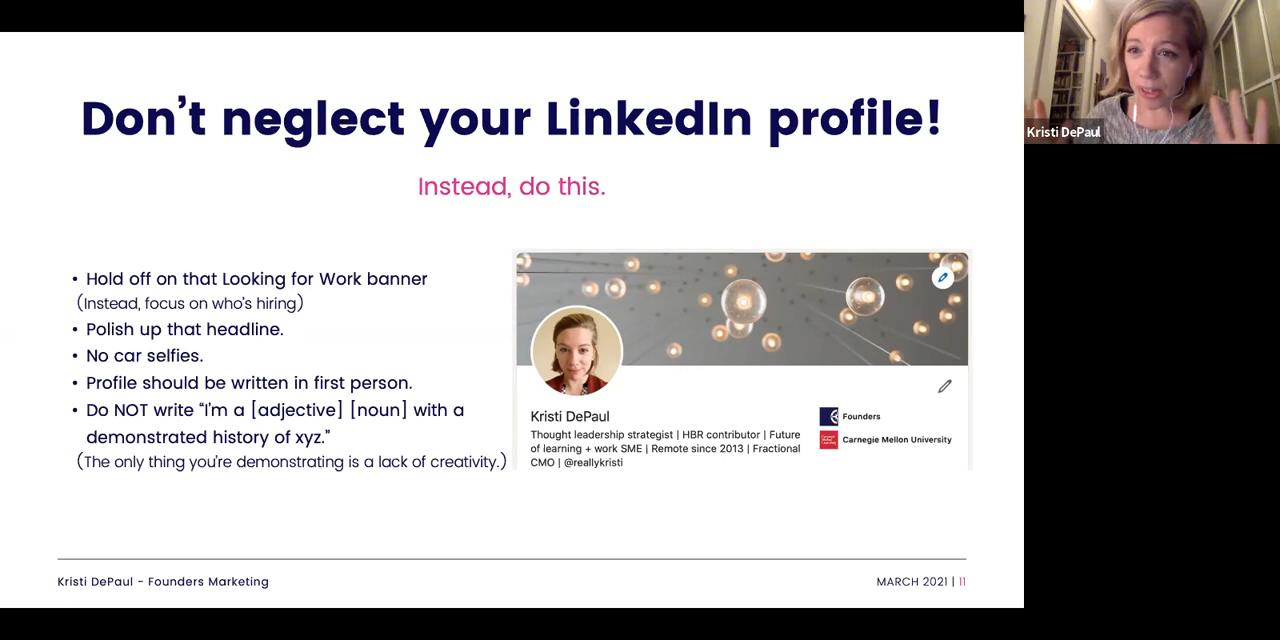 Don’t neglect your LinkedIn profile!
Instead, do this.
• Hold off on that Looking for Work banner
(Instead, focus on who's hiring)
• Polish up that headline.
• No car selfies.
• Profile should be written in first person.
• Do NOT write “I'm a [adjective] [noun] with a
demonstrated history of xyz.”
(The only thing you're demonstrating is a lack of creativity.)
Kristi DePaul
Thought leadership strategist | HBR contributor | Future
of learning + work SME | Remote since 2013 | Fractional
CMO | @reallykristi
Founders
Carnegie Mellon University
Kristi DePaul - Founders Marketing
MARCH 2021 | 11
Kristi DePaul